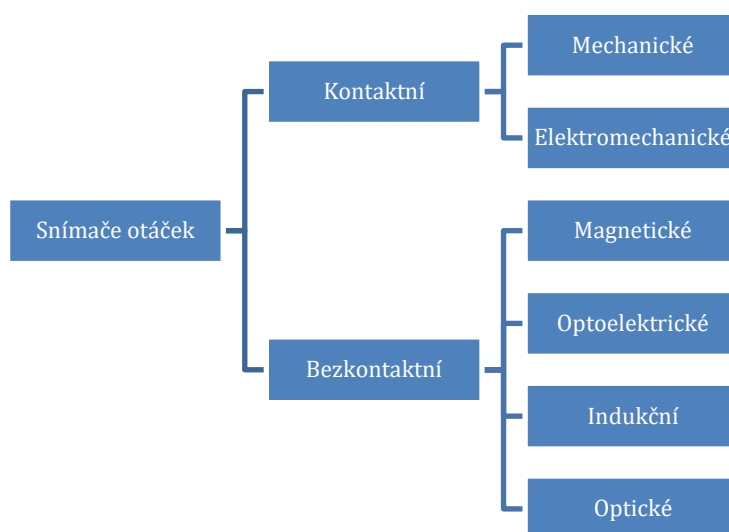 Snímače otáček
Kontaktní
Mechanické
Elektromechanické
Bezkontaktní
Magnetické
Optoelektrické
Indukční
Optické